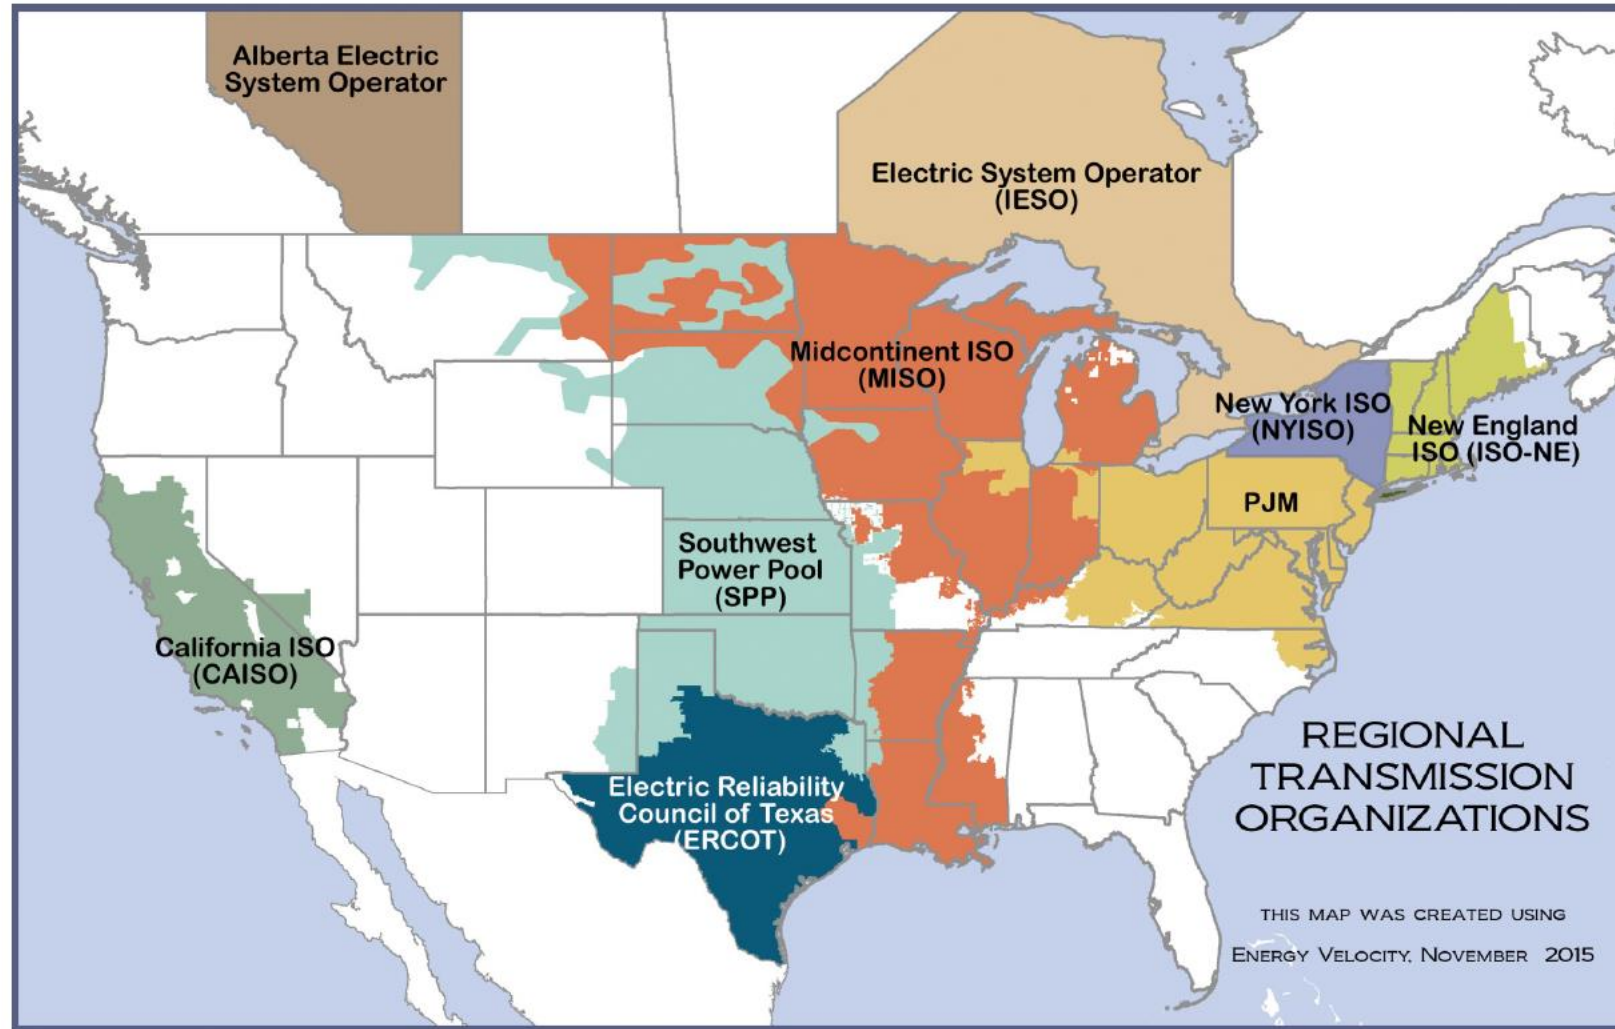 Alberta Electric
System Operator
Electric System Operator
(IESO)
Midcontinent ISO
(MISO)
New York ISO
(NYISO)
New England
ISO (ISO-NE)
PJM
Southwest
Power Pool
(SPP)
California ISO
(CAISO)
Electric Reliability
Council of Texas
(ERCOT)
REGIONAL
TRANSMISSION
ORGANIZATIONS
THIS MAP WAS CREATED USING
ENERGY VELOCITY, NOVEMBER 2015